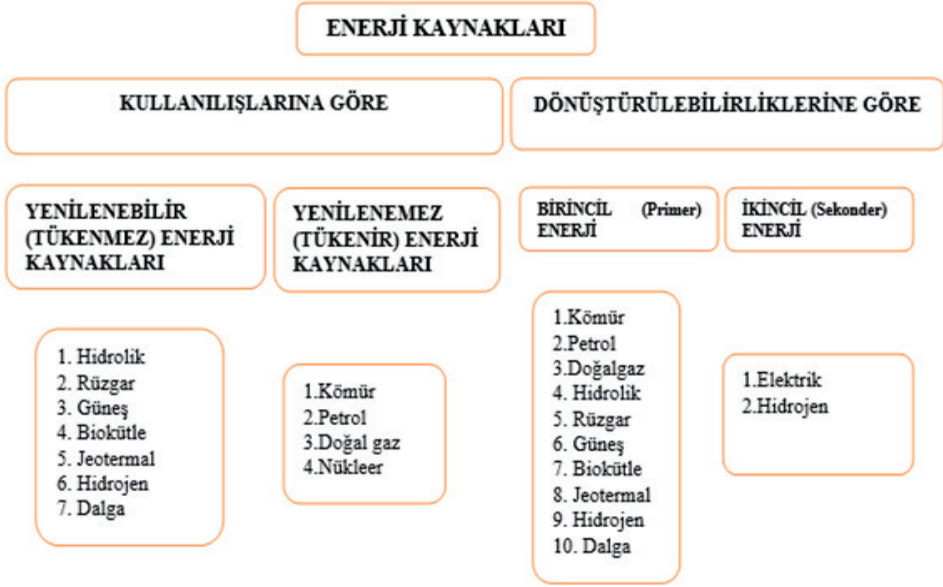 ENERJİ KAYNAKLARI
KULLANILIŞLARINA GÖRE
DÖNÜŞTÜRÜLEBİLİRLİKLERİNE GÖRE
YENİLENEBİLİR
(TÜKENMEZ) ENERJİ
KAYNAKLARI
YENİLENEMEZ
(TÜKENİR) ENERJİ
KAYNAKLARI
BİRİNCİL (Primer)
ENERJİ
İKİNCİL (Sekonder)
ENERJİ
1. Hidrolik
2. Rüzgar
3. Güneş
4. Biokütle
5. Jeotermal
6. Hidrojen
7. Dalga
1.Kömür
2.Petrol
3.Doğal gaz
4.Nükleer
1.Kömür
2.Petrol
3.Doğalgaz
4. Hidrolik
5. Rüzgar
6. Güneş
7. Biokütle
8. Jeotermal
9. Hidrojen
10. Dalga
1.Elektrik
2.Hidrojen